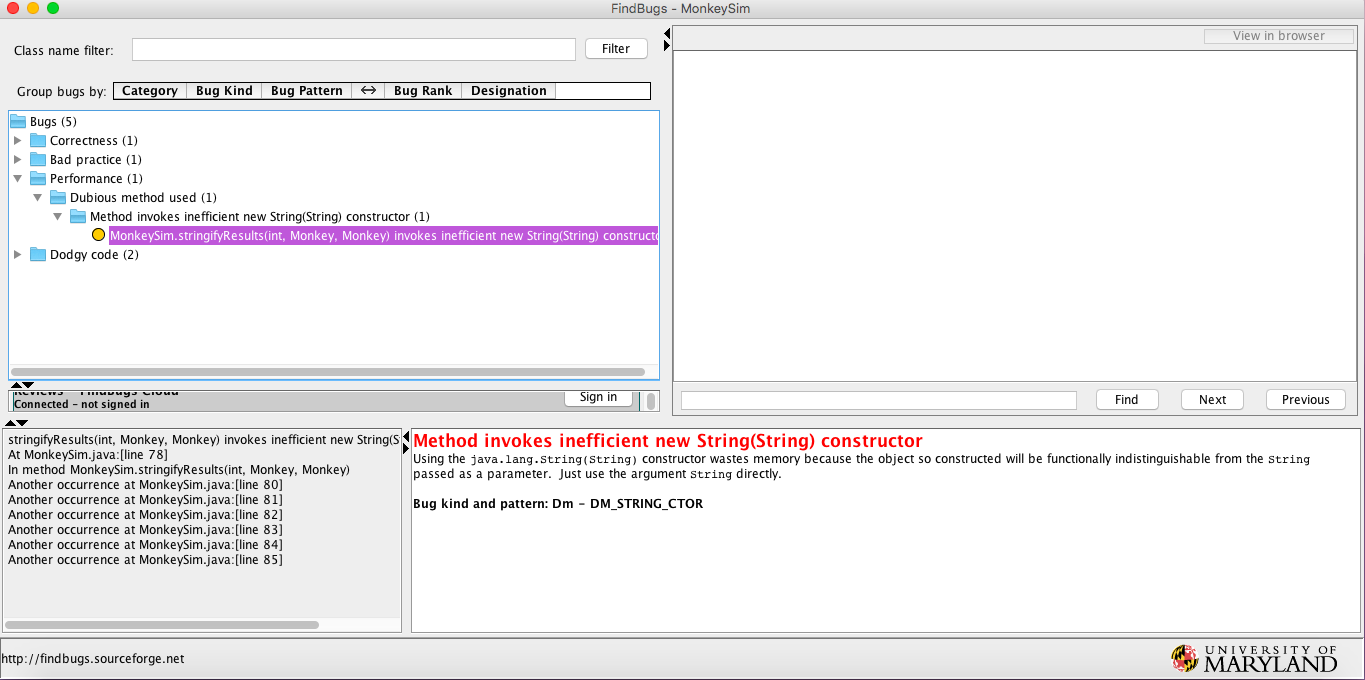 FindBugs - MonkeySim
Class name filter:
Filter
View in browser
Group bugs by: Category Bug Kind Bug Pattern ↔ Bug Rank Designation
Bugs (5)
Correctness (1)
Bad practice (1)
Performance (1)
Dubious method used (1)
Method invokes inefficient new String(String) constructor (1)
MonkeySim.stringifyResults(int, Monkey, Monkey) invokes inefficient new String(String) constructo
Dodgy code (2)
Reviews - FindBugs Cloud
Connected - not signed in
Sign in
Find Next Previous
stringifyResults(int, Monkey, Monkey) invokes inefficient new String(S
At MonkeySim.java:[line 78]
In method MonkeySim.stringifyResults(int, Monkey, Monkey)
Another occurrence at MonkeySim.java:[line 80]
Another occurrence at MonkeySim.java:[line 81]
Another occurrence at MonkeySim.java:[line 82]
Another occurrence at MonkeySim.java:[line 83]
Another occurrence at MonkeySim.java:[line 84]
Another occurrence at MonkeySim.java:[line 85]
Method invokes inefficient new String(String) constructor
Using the java.lang.String(String) constructor wastes memory because the object so constructed will be functionally indistinguishable from the String
passed as a parameter. Just use the argument String directly.
Bug kind and pattern: Dm - DM_STRING_CTOR
http://findbugs.sourceforge.net
UNIVERSITY OF
MARYLAND